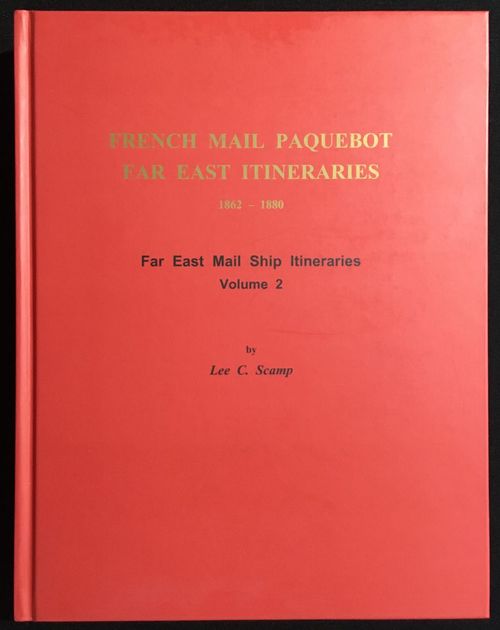 FRENCH MAIL PAQUEBOT
FAR EAST ITINERARIES
1862 – 1880
Far East Mail Ship Itineraries
Volume 2
by
Lee C. Scamp